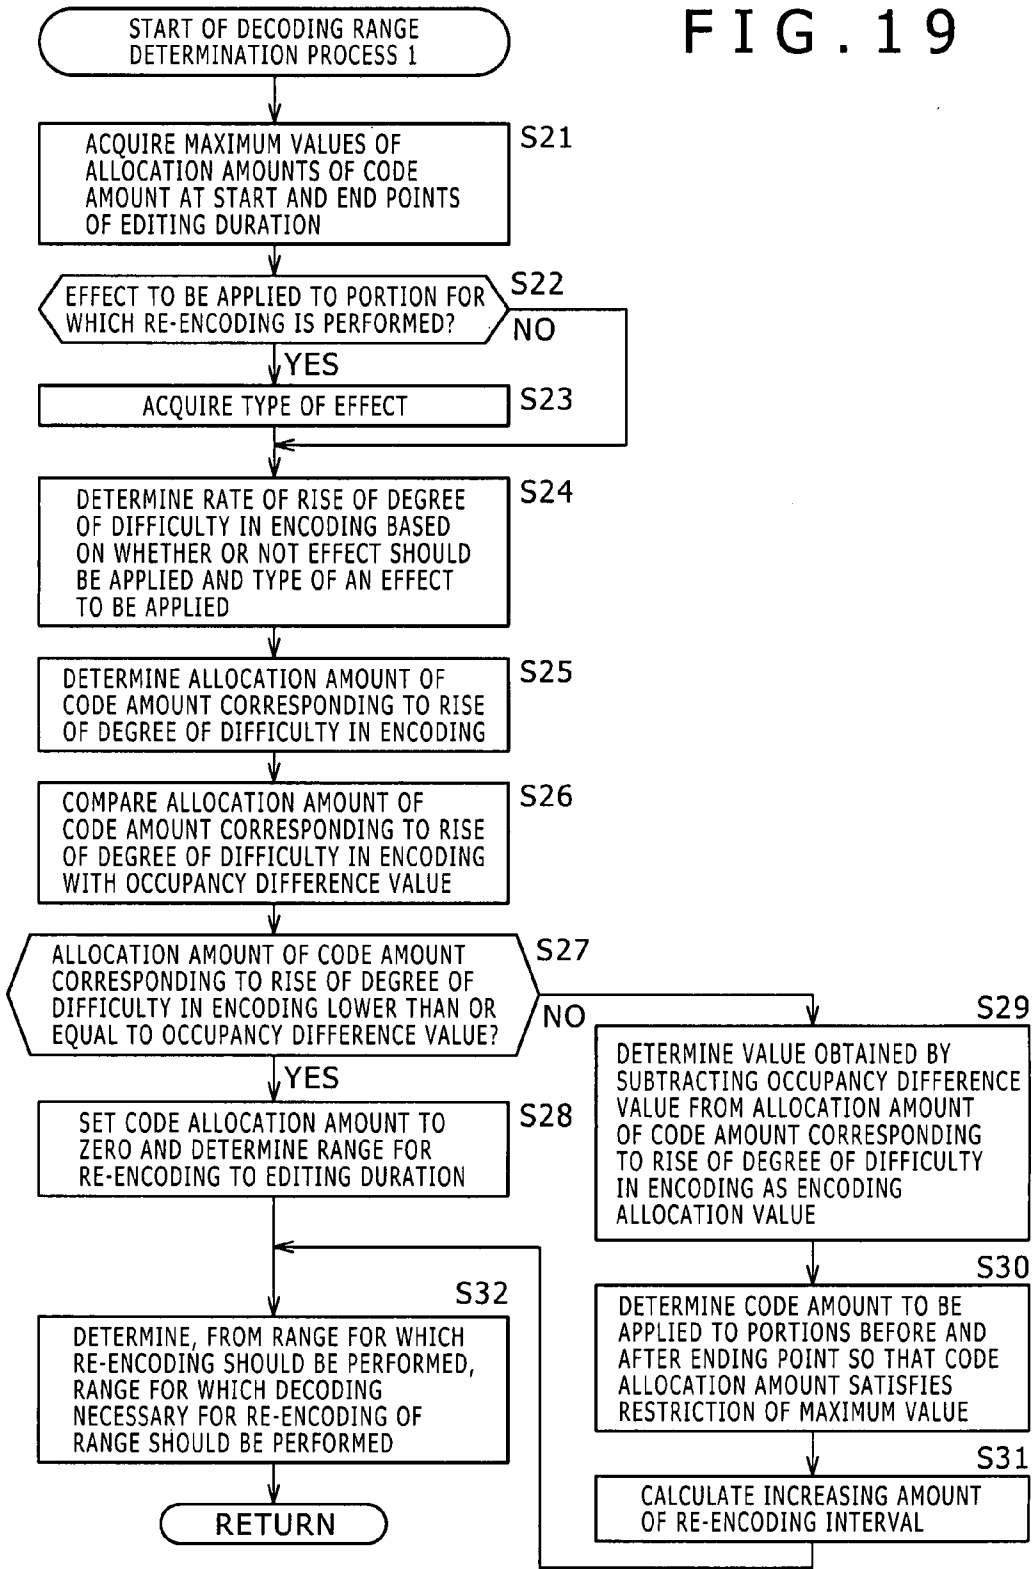 FIG.19
START OF DECODING RANGE
DETERMINATION PROCESS 1
S21
ACQUIRE MAXIMUM VALUES OF
ALLOCATION AMOUNTS OF CODE
AMOUNT AT START AND END POINTS
OF EDITING DURATION
S22
EFFECT TO BE APPLIED TO PORTION FOR
WHICH RE-ENCODING IS PERFORMED?
NO
YES
S23
ACQUIRE TYPE OF EFFECT
S24
DETERMINE RATE OF RISE OF DEGREE
OF DIFFICULTY IN ENCODING BASED
ON WHETHER OR NOT EFFECT SHOULD
BE APPLIED AND TYPE OF AN EFFECT
TO BE APPLIED
S25
DETERMINE ALLOCATION AMOUNT OF
CODE AMOUNT CORRESPONDING TO RISE
OF DEGREE OF DIFFICULTY IN ENCODING
S26
COMPARE ALLOCATION AMOUNT OF
CODE AMOUNT CORRESPONDING TO RISE
OF DEGREE OF DIFFICULTY IN ENCODING
WITH OCCUPANCY DIFFERENCE VALUE
S27
ALLOCATION AMOUNT OF CODE AMOUNT
CORRESPONDING TO RISE OF DEGREE OF
DIFFICULTY IN ENCODING LOWER THAN OR
EQUAL TO OCCUPANCY DIFFERENCE VALUE?
NO
YES
S28
SET CODE ALLOCATION AMOUNT TO
ZERO AND DETERMINE RANGE FOR
RE-ENCODING TO EDITING DURATION
S29
DETERMINE VALUE OBTAINED BY
SUBTRACTING OCCUPANCY DIFFERENCE
VALUE FROM ALLOCATION AMOUNT
OF CODE AMOUNT CORRESPONDING
TO RISE OF DEGREE OF DIFFICULTY
IN ENCODING AS ENCODING
ALLOCATION VALUE
S30
DETERMINE CODE AMOUNT TO BE
APPLIED TO PORTIONS BEFORE AND
AFTER ENDING POINT SO THAT CODE
ALLOCATION AMOUNT SATISFIES
RESTRICTION OF MAXIMUM VALUE
S31
CALCULATE INCREASING AMOUNT
OF RE-ENCODING INTERVAL
S32
DETERMINE, FROM RANGE FOR WHICH
RE-ENCODING SHOULD BE PERFORMED,
RANGE FOR WHICH DECODING
NECESSARY FOR RE-ENCODING OF
RANGE SHOULD BE PERFORMED
RETURN